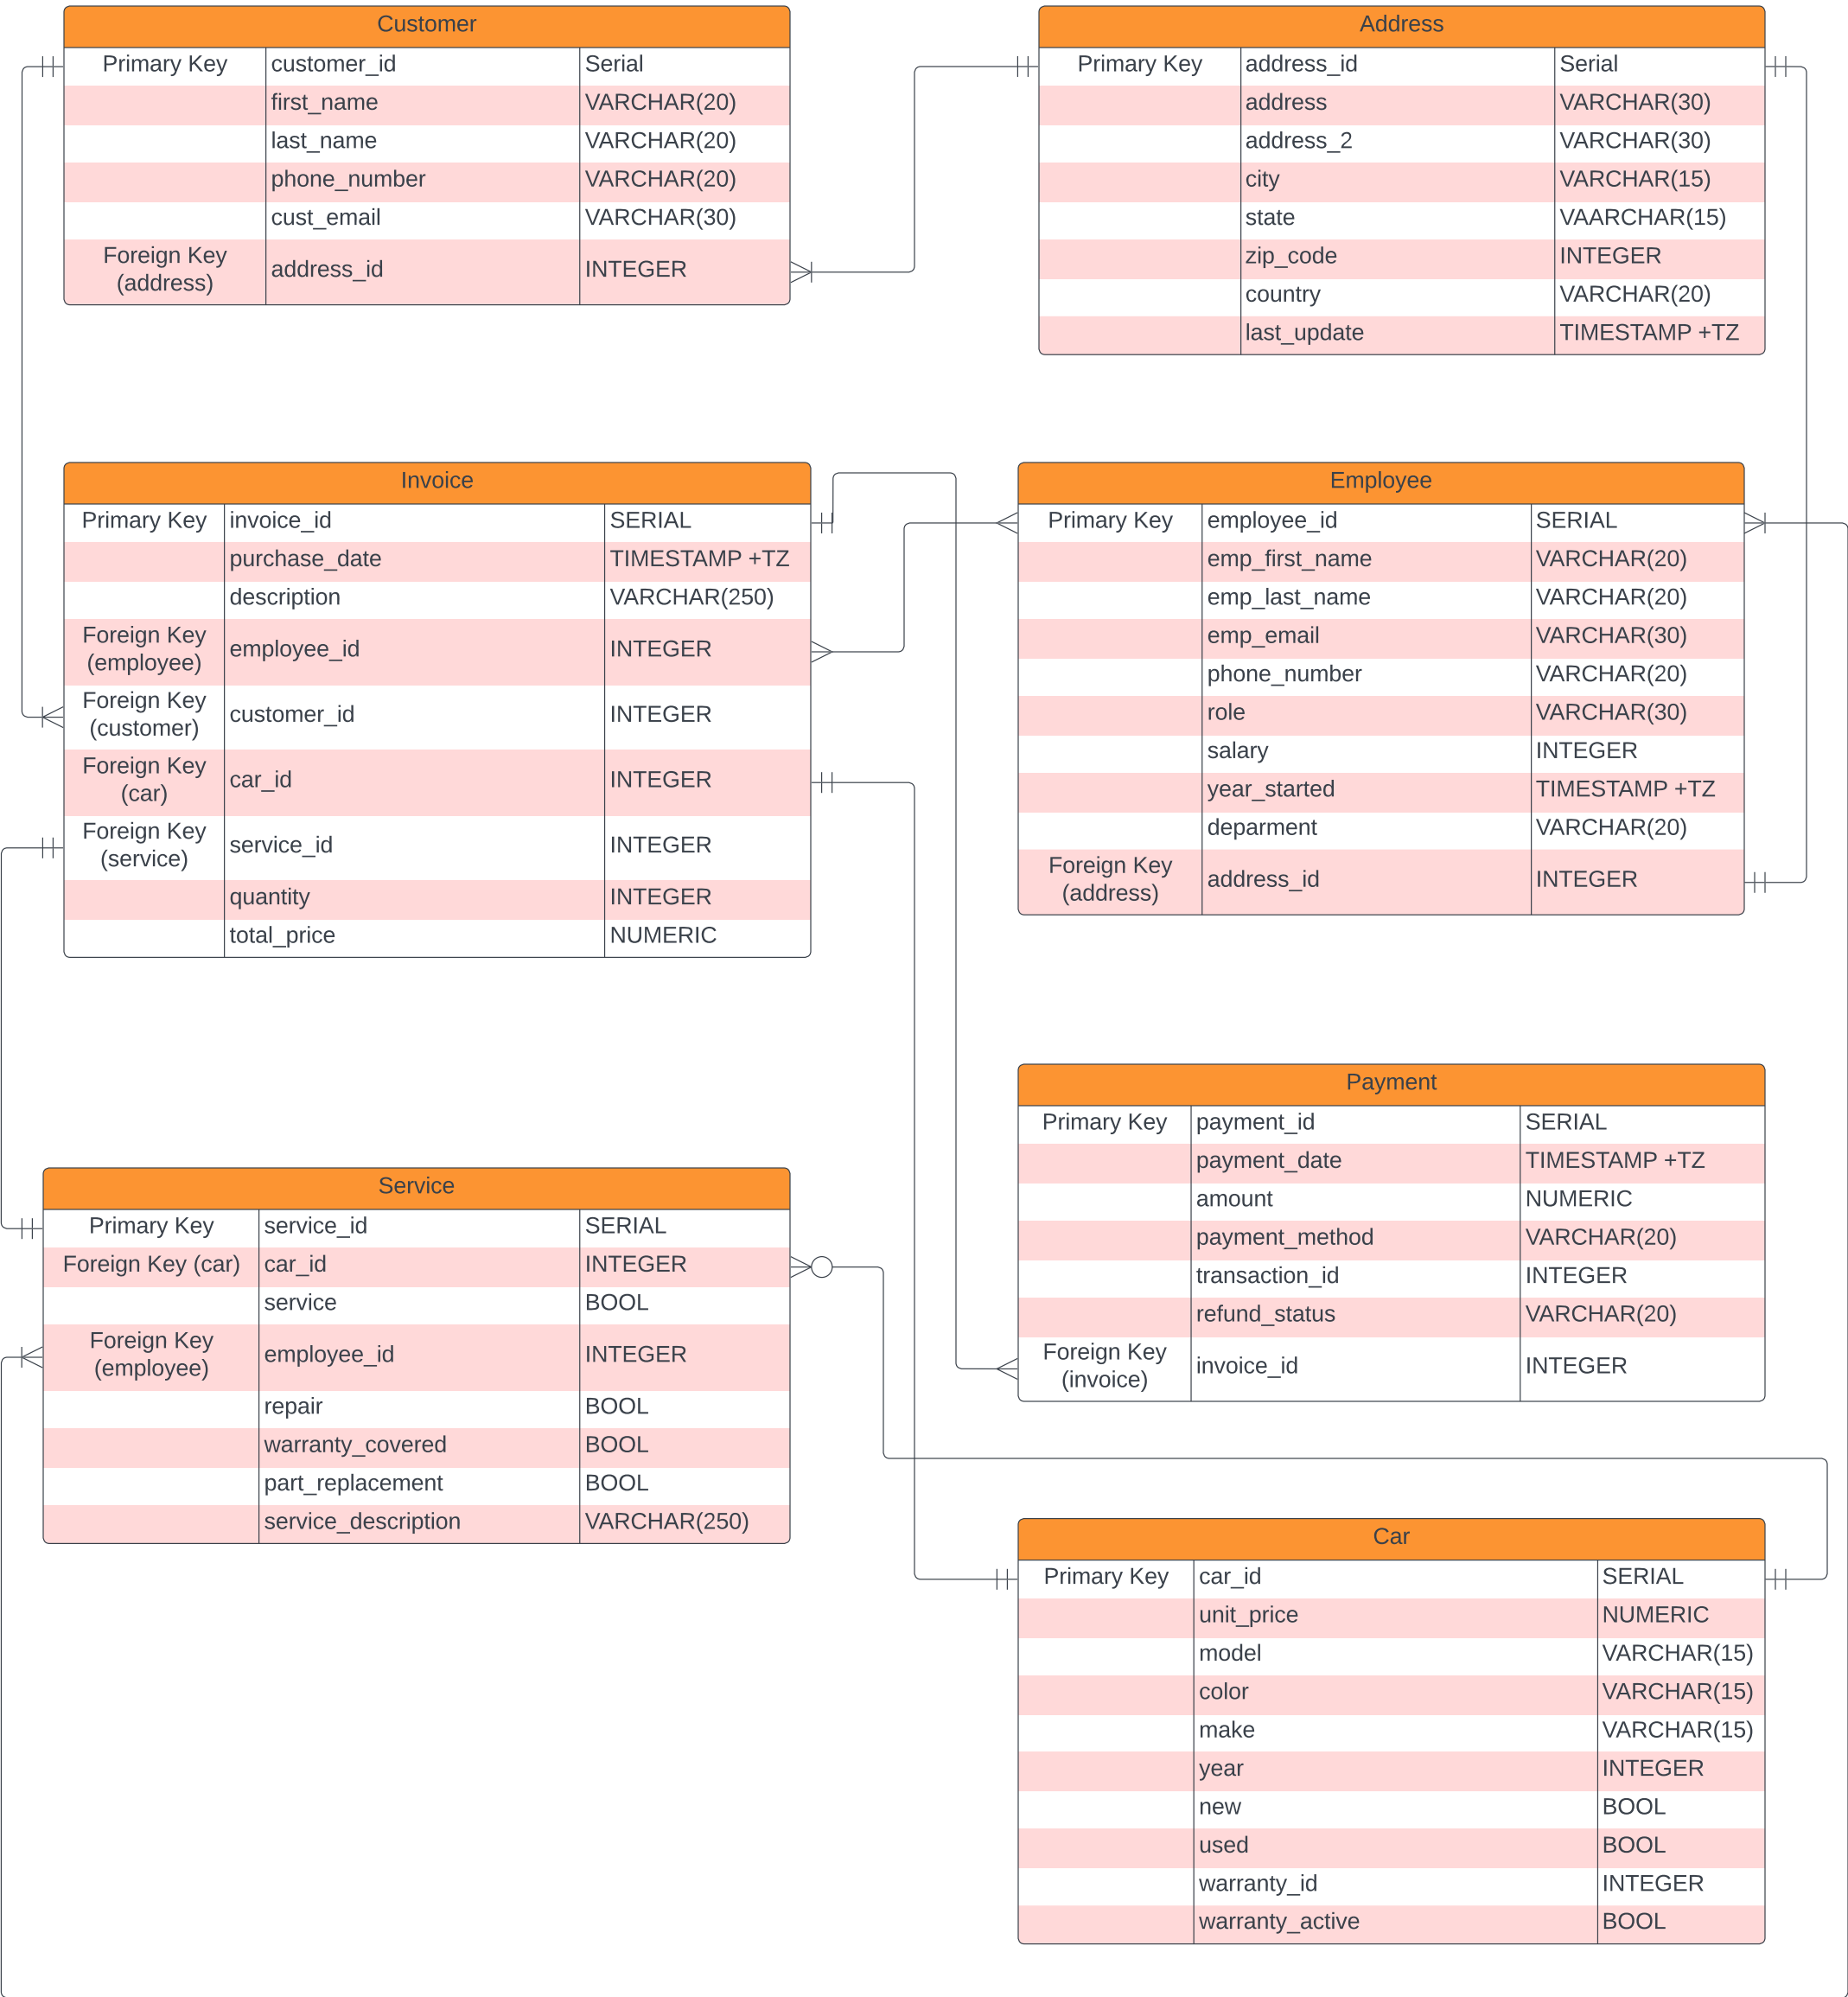 Customer
Primary Key customer_id Serial
first_name VARCHAR(20)
last_name VARCHAR(20)
phone_number VARCHAR(20)
cust_email VARCHAR(30)
Foreign Key
(address) address_id INTEGER
Address
Primary Key address_id Serial
address VARCHAR(30)
address_2 VARCHAR(30)
city VARCHAR(15)
state VAARCHAR(15)
zip_code INTEGER
country VARCHAR(20)
last_update TIMESTAMP +TZ
Invoice
Primary Key invoice_id SERIAL
purchase_date TIMESTAMP +TZ
description VARCHAR(250)
Foreign Key
(employee) employee_id INTEGER
Foreign Key
(customer) customer_id INTEGER
Foreign Key
(car) car_id INTEGER
Foreign Key
(service) service_id INTEGER
quantity INTEGER
total_price NUMERIC
Employee
Primary Key employee_id SERIAL
emp_first_name VARCHAR(20)
emp_last_name VARCHAR(20)
emp_email VARCHAR(30)
phone_number VARCHAR(20)
role VARCHAR(30)
salary INTEGER
year_started TIMESTAMP +TZ
deparment VARCHAR(20)
Foreign Key
(address) address_id INTEGER
Payment
Primary Key payment_id SERIAL
payment_date TIMESTAMP +TZ
amount NUMERIC
payment_method VARCHAR(20)
transaction_id INTEGER
refund_status VARCHAR(20)
Foreign Key
(invoice) invoice_id INTEGER
Service
Primary Key service_id SERIAL
Foreign Key (car) car_id INTEGER
service BOOL
Foreign Key
(employee) employee_id INTEGER
repair BOOL
warranty_covered BOOL
part_replacement BOOL
service_description VARCHAR(250)
Car
Primary Key car_id SERIAL
unit_price NUMERIC
model VARCHAR(15)
color VARCHAR(15)
make VARCHAR(15)
year INTEGER
new BOOL
used BOOL
warranty_id INTEGER
warranty_active BOOL